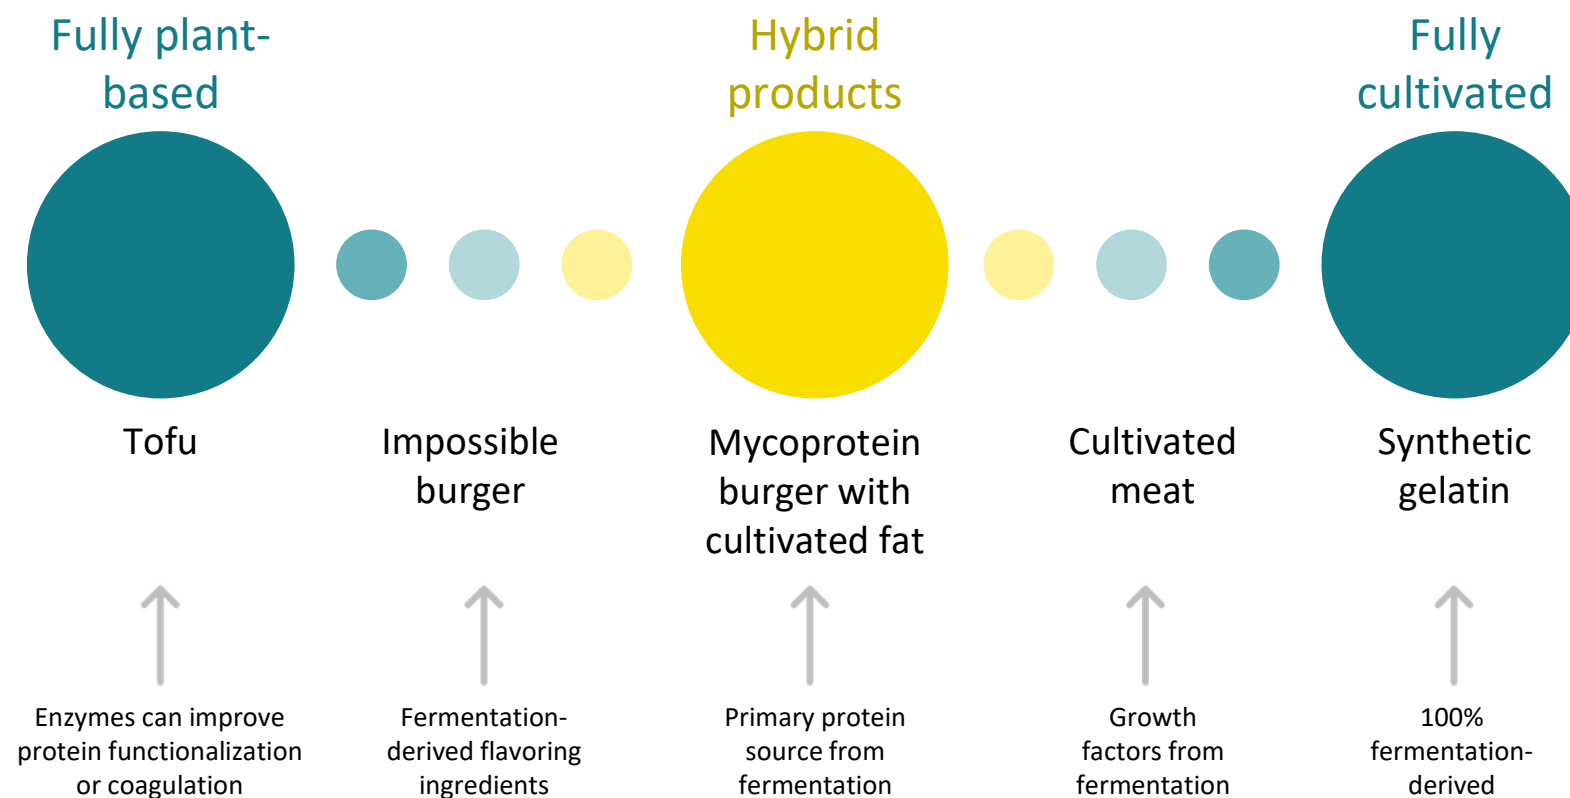 Fully plant-
based
Hybrid
products
Fully
cultivated
Tofu
Impossible
burger
Mycoprotein
burger with
cultivated fat
Cultivated
meat
Synthetic
gelatin
Enzymes can improve
protein functionalization
or coagulation
Fermentation-
derived flavoring
ingredients
Primary protein
source from
fermentation
Growth
factors from
fermentation
100%
fermentation-
derived